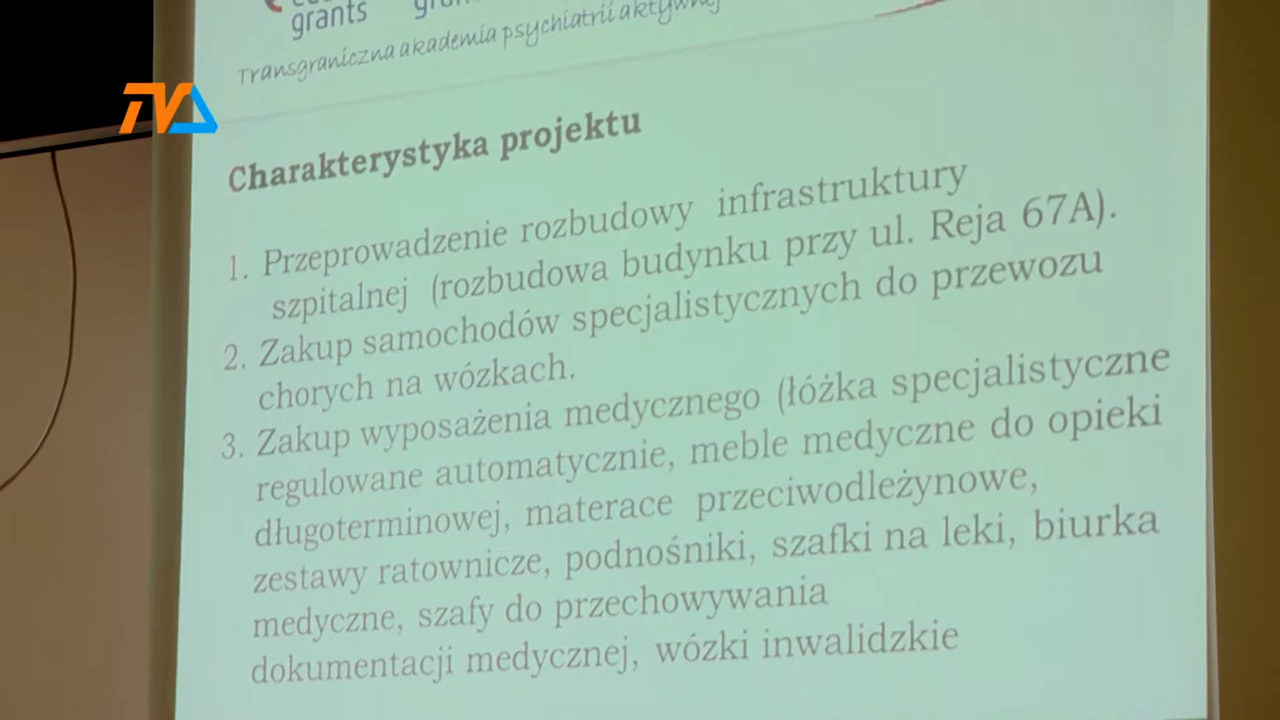 grants
Transgraniczna akademia psychiatrii aktywnej
TVA
Charakterystyka projektu
1. Przeprowadzenie rozbudowy infrastruktury
szpitalnej (rozbudowa budynku przy ul. Reja 67A).
2. Zakup samochodów specjalistycznych do przewozu
chorych na wózkach.
3. Zakup wyposażenia medycznego (łóżka specjalistyczne
regulowane automatycznie, meble medyczne do opieki
długoterminowej, materace przeciwodleżynowe,
zestawy ratownicze, podnośniki, szafki na leki, biurka
medyczne, szafy do przechowywania
dokumentacji medycznej, wózki inwalidzkie